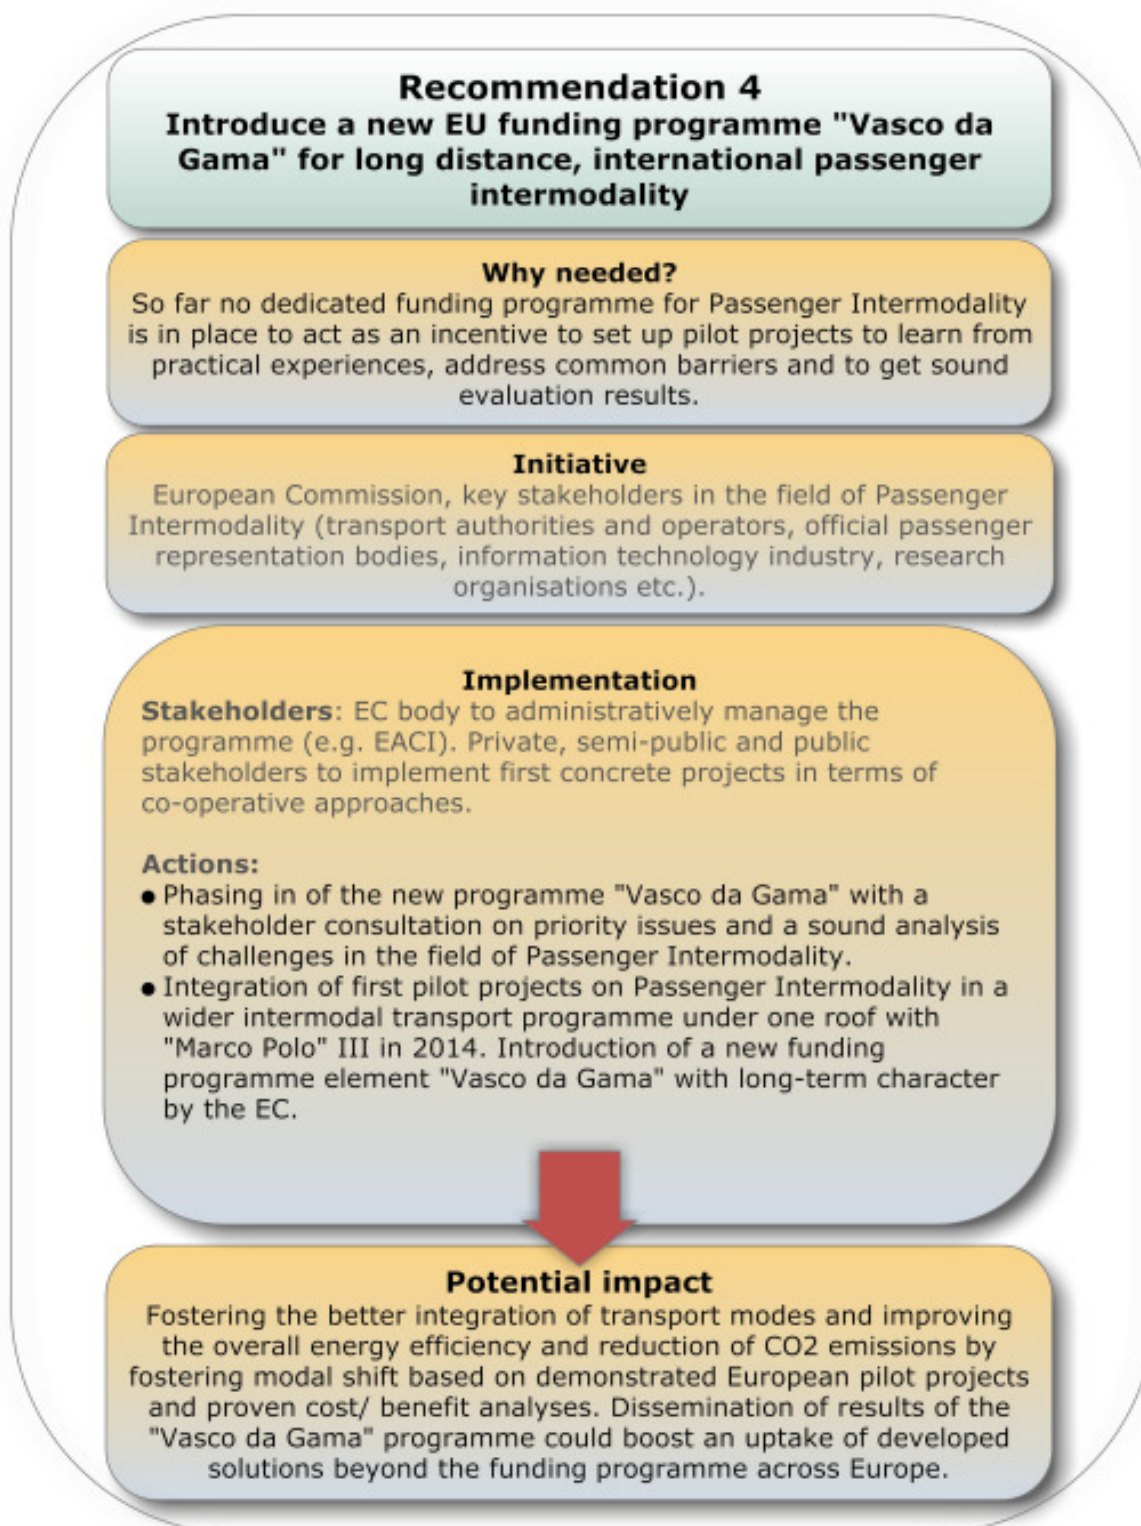 Recommendation 4
Introduce a new EU funding programme "Vasco da
Gama" for long distance, international passenger
intermodality
Why needed?
So far no dedicated funding programme for Passenger Intermodality
is in place to act as an incentive to set up pilot projects to learn from
practical experiences, address common barriers and to get sound
evaluation results.
Initiative
European Commission, key stakeholders in the field of Passenger
Intermodality (transport authorities and operators, official passenger
representation bodies, information technology industry, research
organisations etc.).
Implementation
Stakeholders: EC body to administratively manage the
programme (e.g. EACI). Private, semi-public and public
stakeholders to implement first concrete projects in terms of
co-operative approaches.
Actions:
● Phasing in of the new programme "Vasco da Gama" with a
stakeholder consultation on priority issues and a sound analysis
of challenges in the field of Passenger Intermodality.
● Integration of first pilot projects on Passenger Intermodality in a
wider intermodal transport programme under one roof with
"Marco Polo" III in 2014. Introduction of a new funding
programme element "Vasco da Gama" with long-term character
by the EC.
Potential impact
Fostering the better integration of transport modes and improving
the overall energy efficiency and reduction of CO2 emissions by
fostering modal shift based on demonstrated European pilot projects
and proven cost/ benefit analyses. Dissemination of results of the
"Vasco da Gama" programme could boost an uptake of developed
solutions beyond the funding programme across Europe.